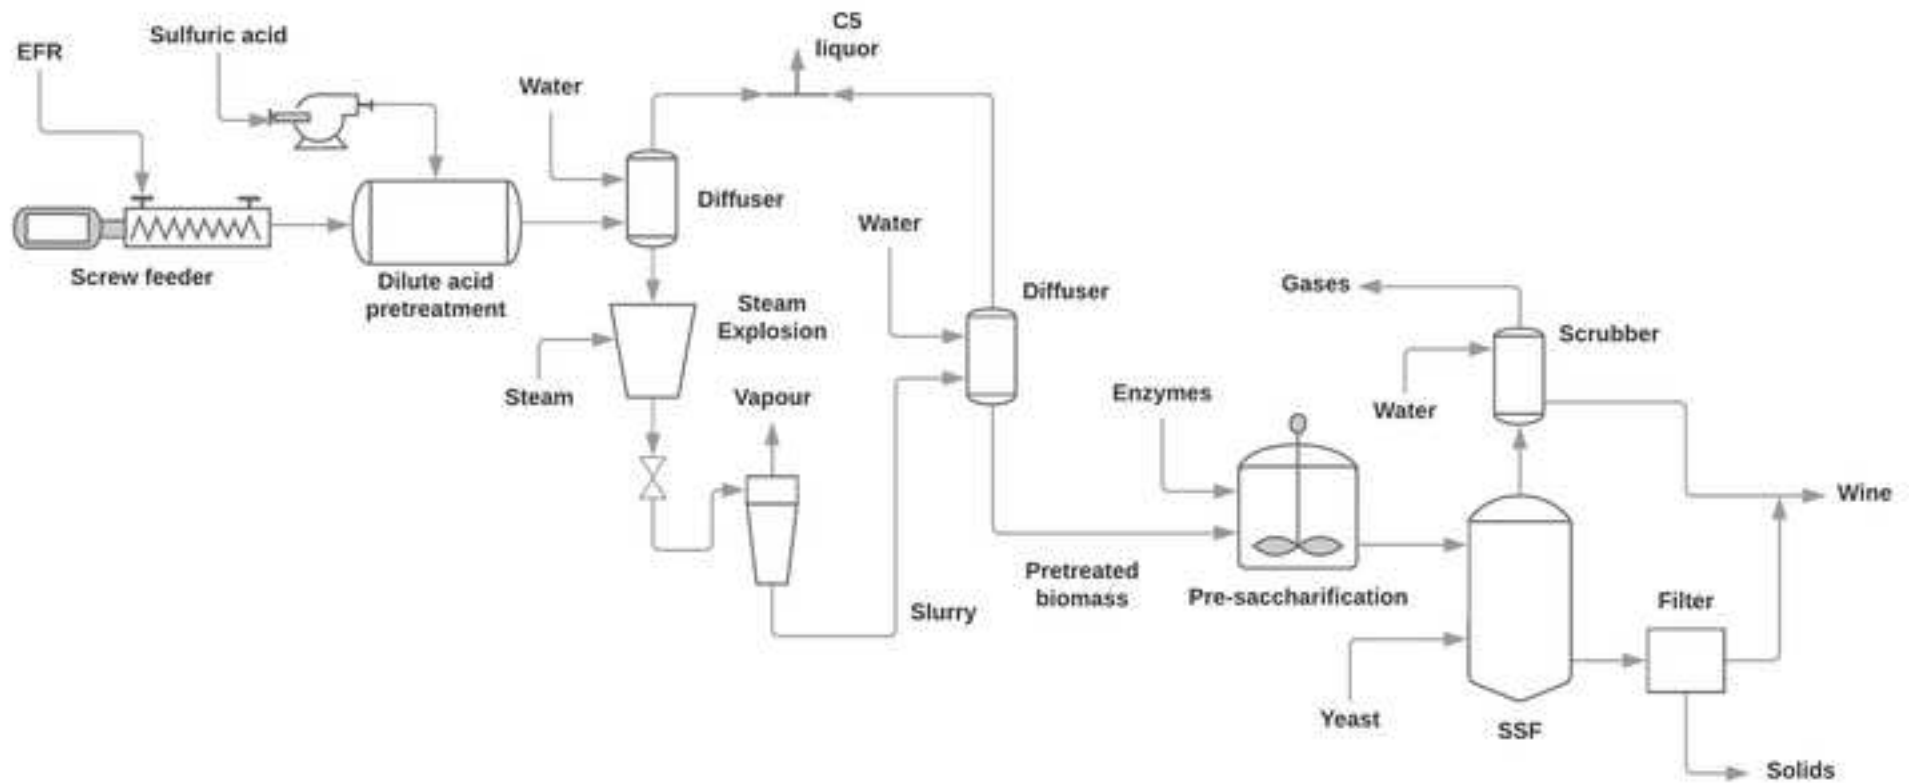 C5
liquor
Sulfuric acid
EFR
Water
Diffuser
Water
Screw feeder
Dilute acid
pretreatment
Steam
Explosion
Diffuser
Gases
Scrubber
Steam
Vapour
Enzymes
Water
Wine
Pretreated
biomass
Pre-saccharification
Slurry
Filter
Yeast
SSF
Solids